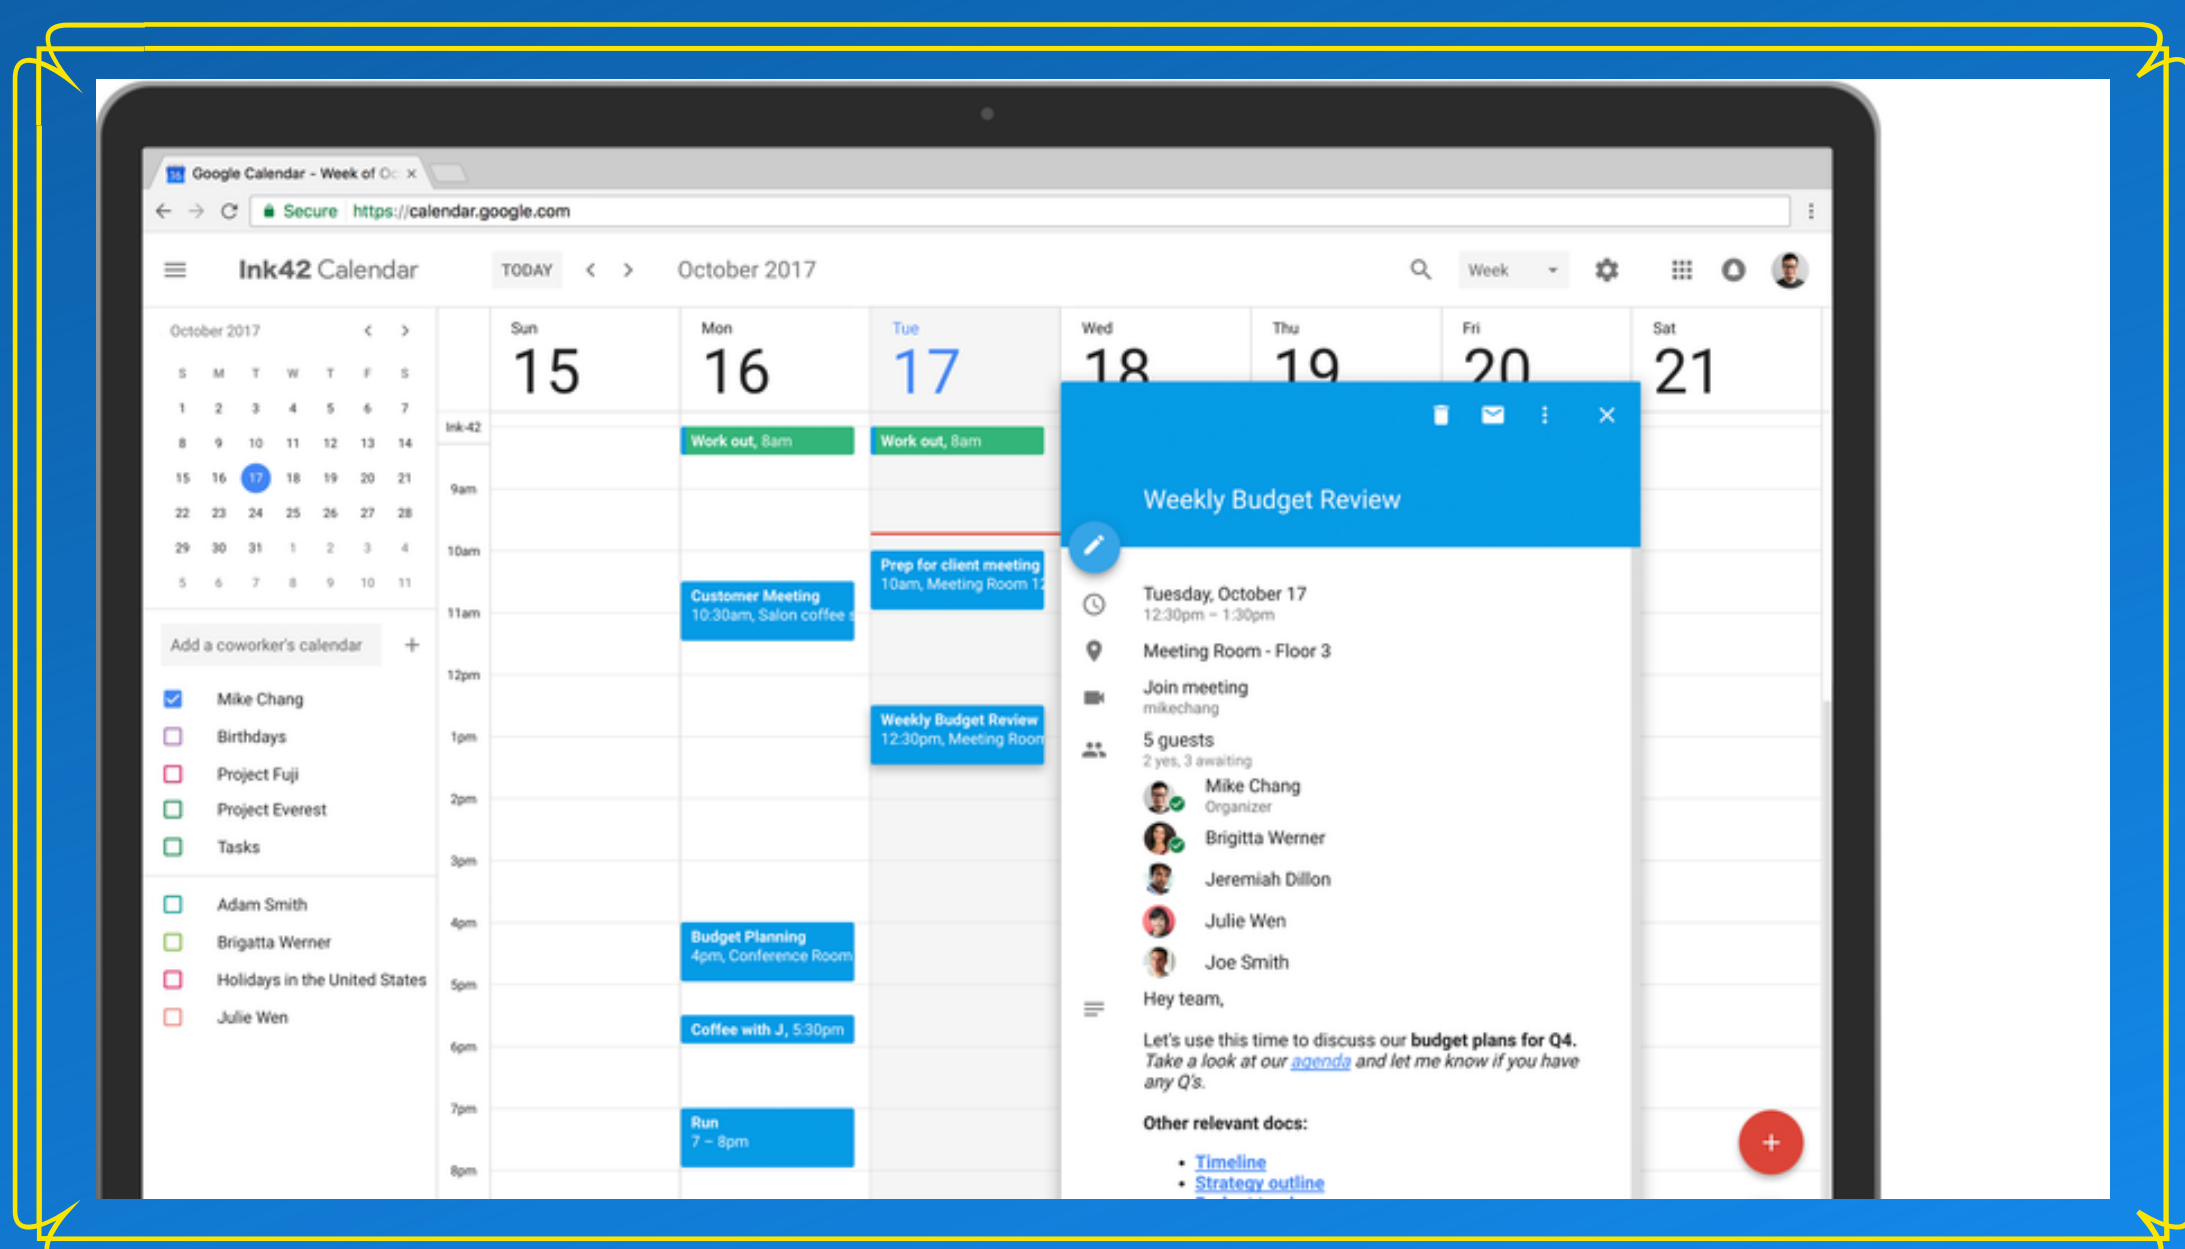 Google Calendar - Week of Oc
Secure https://calendar.google.com
Ink42 Calendar
TODAY
October 2017
Week
October 2017
S M T W T F S
1 2 3 4 5 6 7
8 9 10 11 12 13 14
15 16 17 18 19 20 21
22 23 24 25 26 27 28
29 30 31 1 2 3 4
5 6 7 8 9 10 11
Add a coworker's calendar +
Mike Chang
Birthdays
Project Fuji
Project Everest
Tasks
Adam Smith
Brigatta Werner
Holidays in the United States
Julie Wen
Sun Mon Tue Wed Thu Fri Sat
15 16 17 18 19 20 21
Ink-42
9am
10am
11am
12pm
1pm
2pm
3pm
4pm
5pm
6pm
7pm
8pm
Work out, 8am
Customer Meeting
10:30am, Salon coffee s
Budget Planning
4pm, Conference Room
Coffee with J, 5:30pm
Run
7 – 8pm
Work out, 8am
Prep for client meeting
10am, Meeting Room 12
Weekly Budget Review
12:30pm, Meeting Room
Weekly Budget Review
Tuesday, October 17
12:30pm – 1:30pm
Meeting Room - Floor 3
Join meeting
mikechang
5 guests
2 yes, 3 awaiting
Mike Chang
Organizer
Brigitta Werner
Jeremiah Dillon
Julie Wen
Joe Smith
Hey team,
Let's use this time to discuss our budget plans for Q4.
Take a look at our agenda and let me know if you have
any Q's.
Other relevant docs:
• Timeline
• Strategy outline